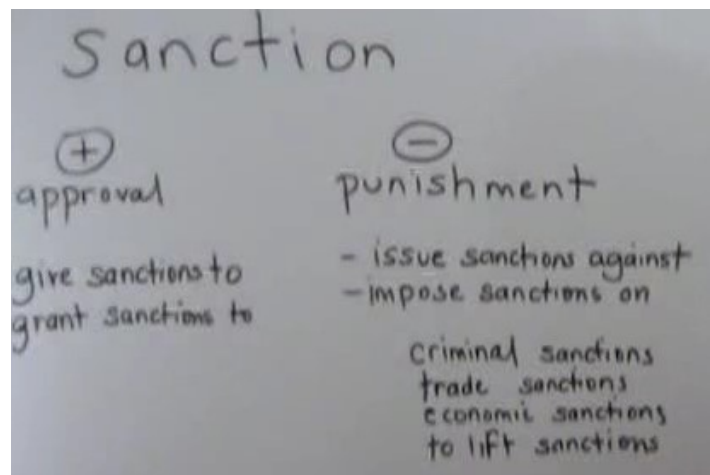 sanction
+
approval
give sanctions to
grant sanctions to
−
punishment
- issue sanctions against
- impose sanctions on
criminal sanctions
trade sanctions
economic sanctions
to lift sanctions